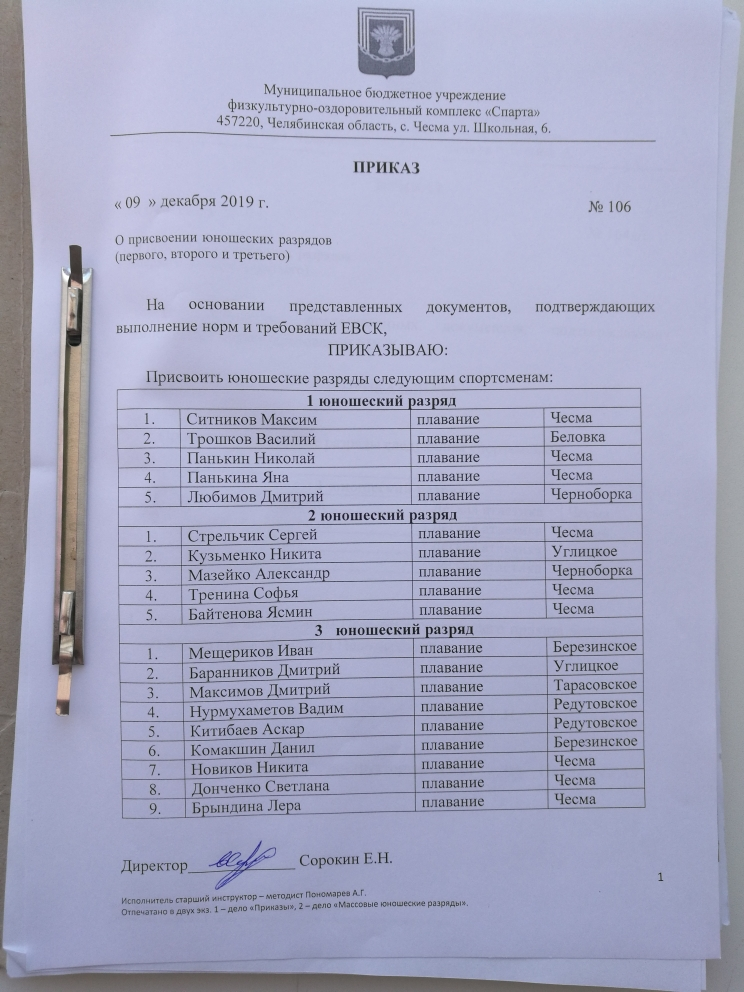 Муниципальное бюджетное учреждение
физкультурно-оздоровительный комплекс «Спарта»
457220, Челябинская область, с. Чесма ул. Школьная, 6.
ПРИКАЗ
« 09 » декабря 2019 г. № 106
О присвоении юношеских разрядов
(первого, второго и третьего)
На основании представленных документов, подтверждающих
выполнение норм и требований ЕВСК,
ПРИКАЗЫВАЮ:
Присвоить юношеские разряды следующим спортсменам:
1 юношеский разряд
1. Ситников Максим плавание Чесма
2. Трошков Василий плавание Беловка
3. Панькин Николай плавание Чесма
4. Панькина Яна плавание Чесма
5. Любимов Дмитрий плавание Черноборка
2 юношеский разряд
1. Стрельчик Сергей плавание Чесма
2. Кузьменко Никита плавание Углицкое
3. Мазейко Александр плавание Черноборка
4. Тренина Софья плавание Чесма
5. Байтенова Ясмин плавание Чесма
3 юношеский разряд
1. Мещериков Иван плавание Березинское
2. Баранников Дмитрий плавание Углицкое
3. Максимов Дмитрий плавание Тарасовское
4. Нурмухаметов Вадим плавание Редутовское
5. Китибаев Аскар плавание Редутовское
6. Комакшин Данил плавание Березинское
7. Новиков Никита плавание Чесма
8. Донченко Светлана плавание Чесма
9. Брындина Лера плавание Чесма
Директор_____________ Сорокин Е.Н.
1
Исполнитель старший инструктор – методист Пономарев А.Г.
Отпечатано в двух экз. 1 – дело «Приказы», 2 – дело «Массовые юношеские разряды».